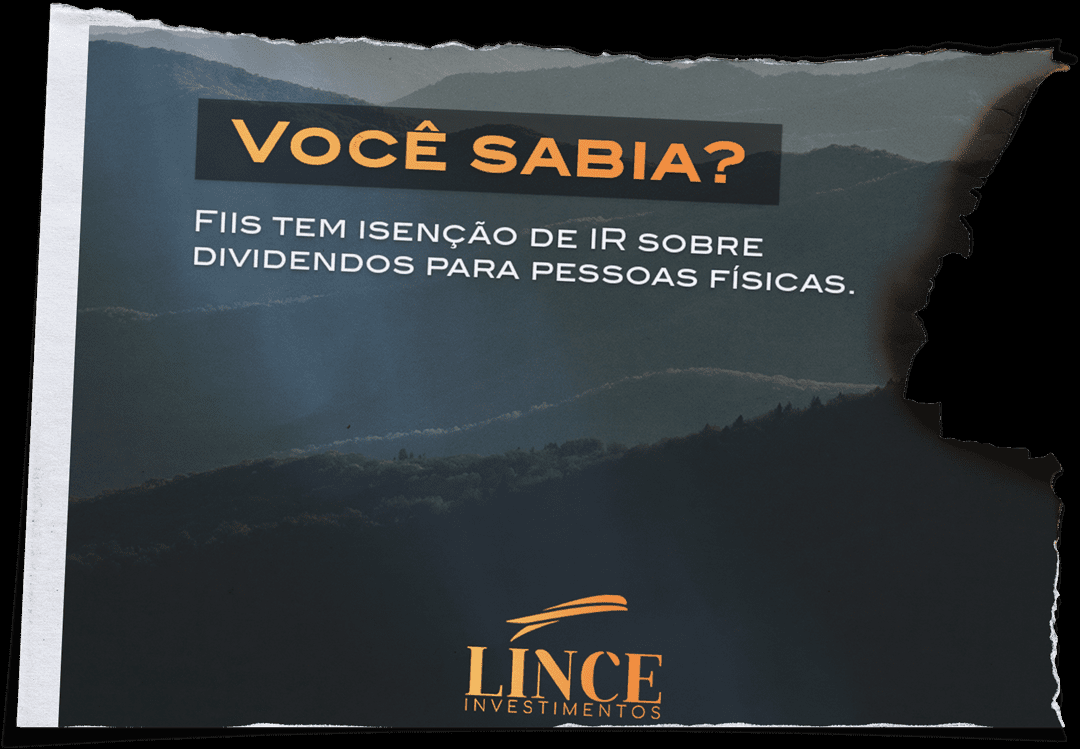 VOCÊ SABIA?
FIIS TEM ISENÇÃO DE IR SOBRE
DIVIDENDOS PARA PESSOAS FÍSICAS.
LINCE
INVESTIMENTOS